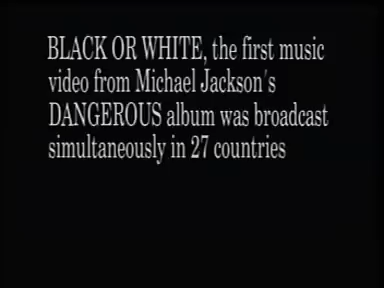 BLACK OR WHITE, the first music
video from Michael Jackson's
DANGEROUS album was broadcast
simultaneously in 27 countries